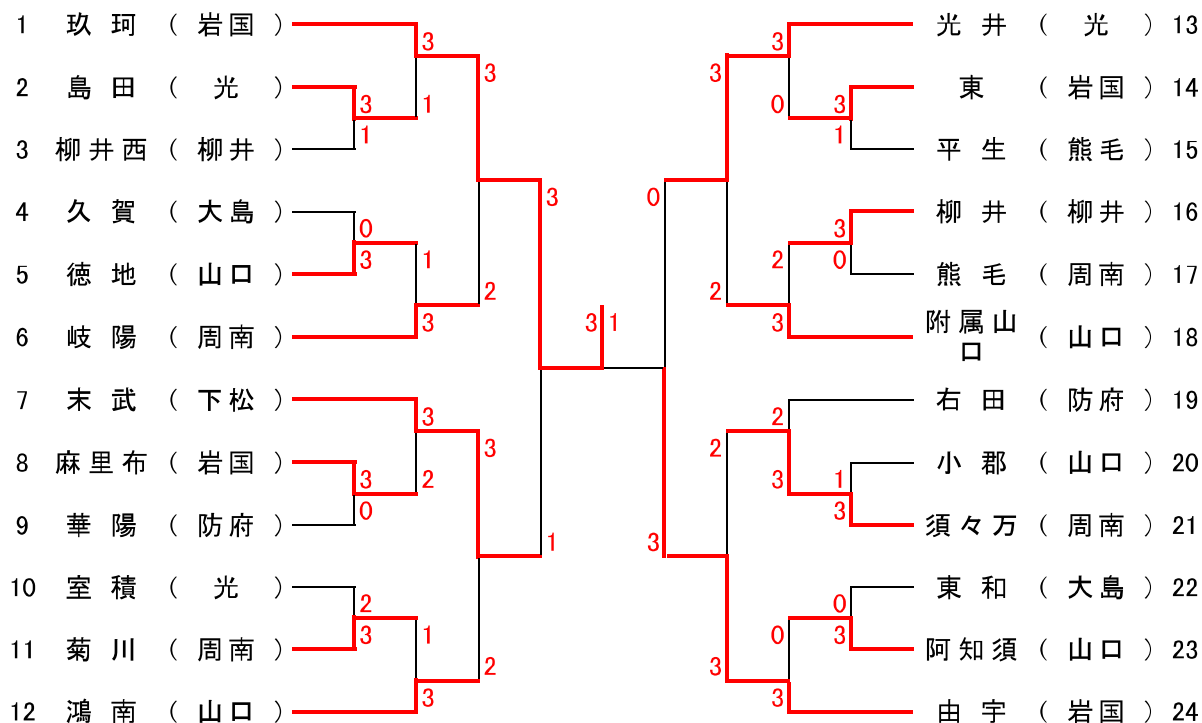 1 玖珂 ( 岩国 )
2 島田 ( 光 )
3 柳井西 ( 柳井 )
4 久賀 ( 大島 )
5 徳地 ( 山口 )
6 岐陽 ( 周南 )
7 末武 ( 下松 )
8 麻里布 ( 岩国 )
9 華陽 ( 防府 )
10 室積 ( 光 )
11 菊川 ( 周南 )
12 鴻南 ( 山口 )
3
3
3
1
1
0
3
1
2
3
3
3
3
2
0
2
3
1
3
2
3
1
3 1
0
3
3
3
0
3
1
3
2
0
2
3
2
2
3
1
3
0
0
3
3
3
光井 ( 光 ) 13
東 ( 岩国 ) 14
平生 ( 熊毛 ) 15
柳井 ( 柳井 ) 16
熊毛 ( 周南 ) 17
附属山
口 ( 山口 ) 18
右田 ( 防府 ) 19
小郡 ( 山口 ) 20
須々万 ( 周南 ) 21
東和 ( 大島 ) 22
阿知須 ( 山口 ) 23
由宇 ( 岩国 ) 24